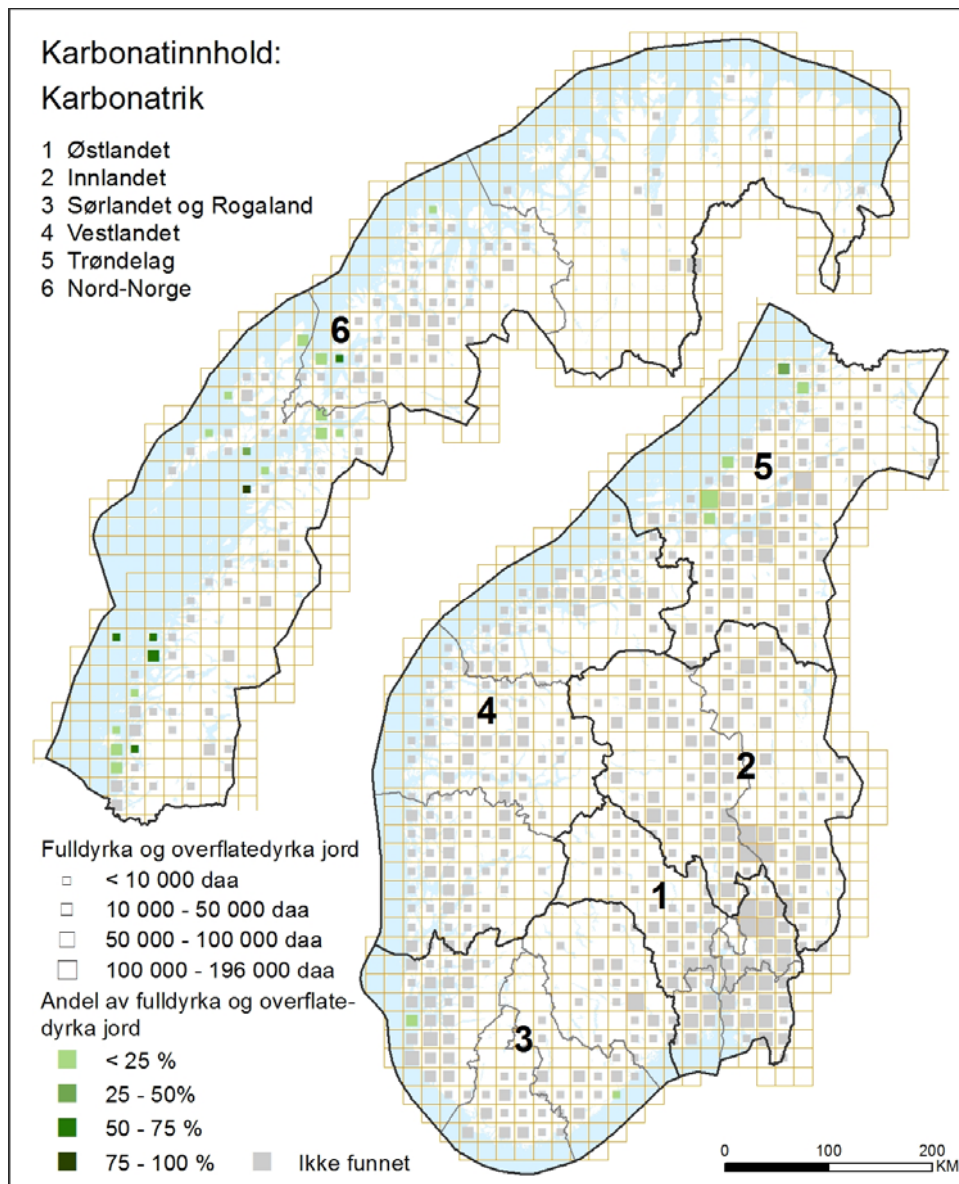 Karbonatinnhold:
Karbonatrik
1 Østlandet
2 Innlandet
3 Sørlandet og Rogaland
4 Vestlandet
5 Trøndelag
6 Nord-Norge
6
5
4
2
1
3
Fulldyrka og overflatedyrka jord
< 10 000 daa
10 000 - 50 000 daa
50 000 - 100 000 daa
100 000 - 196 000 daa
Andel av fulldyrka og overflate-
dyrka jord
< 25 %
25 - 50%
50 - 75 %
75 - 100 %
Ikke funnet
0 100 200
KM